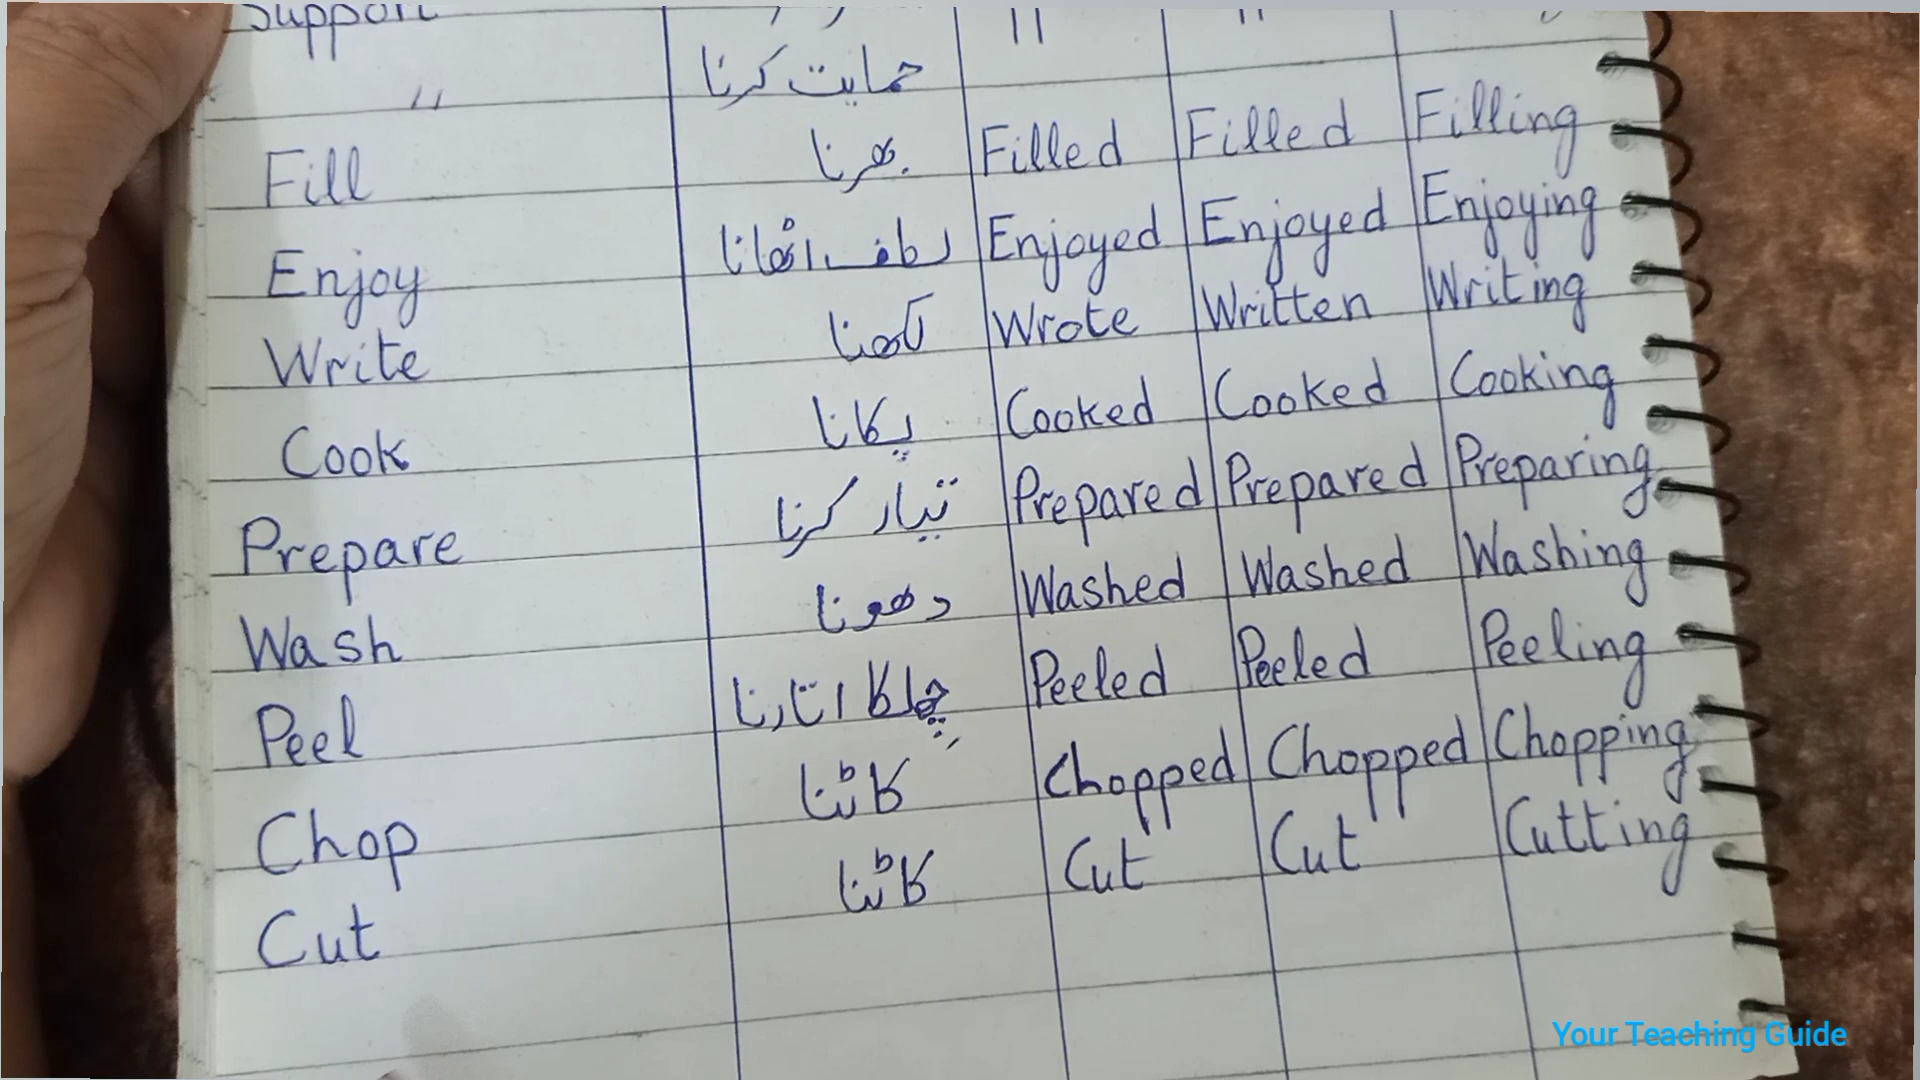 Support
" حمایت کرنا " "
Fill بھرنا Filled Filled Filling
Enjoy لطف اٹھانا Enjoyed Enjoyed Enjoying
Write لکھنا Wrote Written Writing
Cook پکانا Cooked Cooked Cooking
Prepare تیار کرنا Prepared Prepared Preparing
Wash دھونا Washed Washed Washing
Peel چھلکا اتارنا Peeled Peeled Peeling
Chop کاٹنا Chopped Chopped Chopping
Cut کاٹنا Cut Cut Cutting
Your Teaching Guide